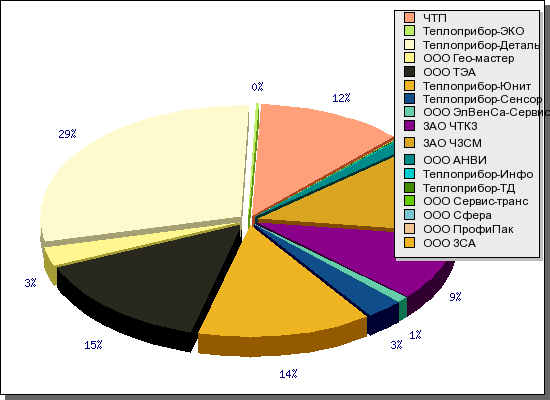 ЧТП
Теплоприбор-ЭКО
Теплоприбор-Деталь
ООО Гео-мастер
ООО ТЭА
Теплоприбор-Юнит
Теплоприбор-Сенсор
ООО ЭлВенСа-Сервис
ЗАО ЧТКЗ
ЗАО ЧЗСМ
ООО АНВИ
Теплоприбор-Инфо
Теплоприбор-ТД
ООО Сервис-транс
ООО Сфера
ООО ПрофиПак
ООО ЗСА
0%
12%
29%
3%
9%
15%
1%
3%
14%